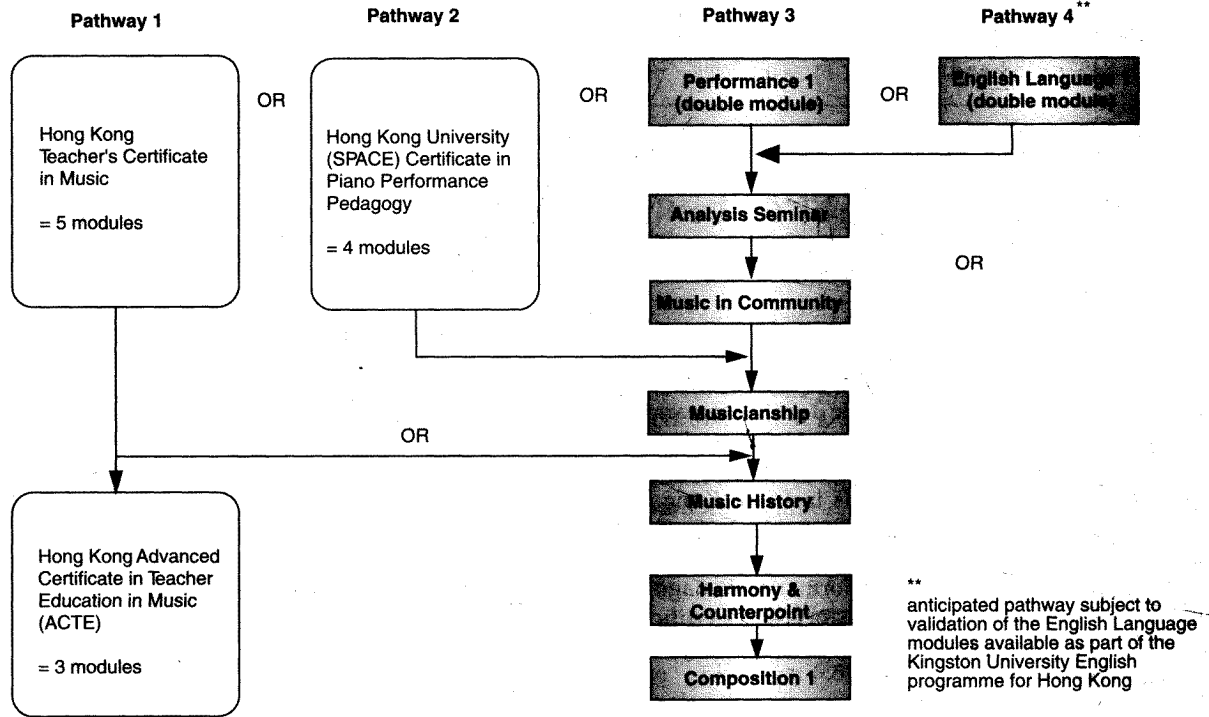 Pathway 1
Pathway 2
Pathway 3
Pathway 4**
Hong Kong
Teacher's Certificate
in Music
= 5 modules
OR
Hong Kong University
(SPACE) Certificate in
Piano Performance
Pedagogy
= 4 modules
OR
Performance 1
(double module)
OR
English Language
(double module)
Analysis Seminar
OR
Music in Community
Musicianship
OR
Music History
Hong Kong Advanced
Certificate in Teacher
Education in Music
(ACTE)
= 3 modules
Harmony &
Counterpoint
Composition 1
**
anticipated pathway subject to
validation of the English Language
modules available as part of the
Kingston University English
programme for Hong Kong